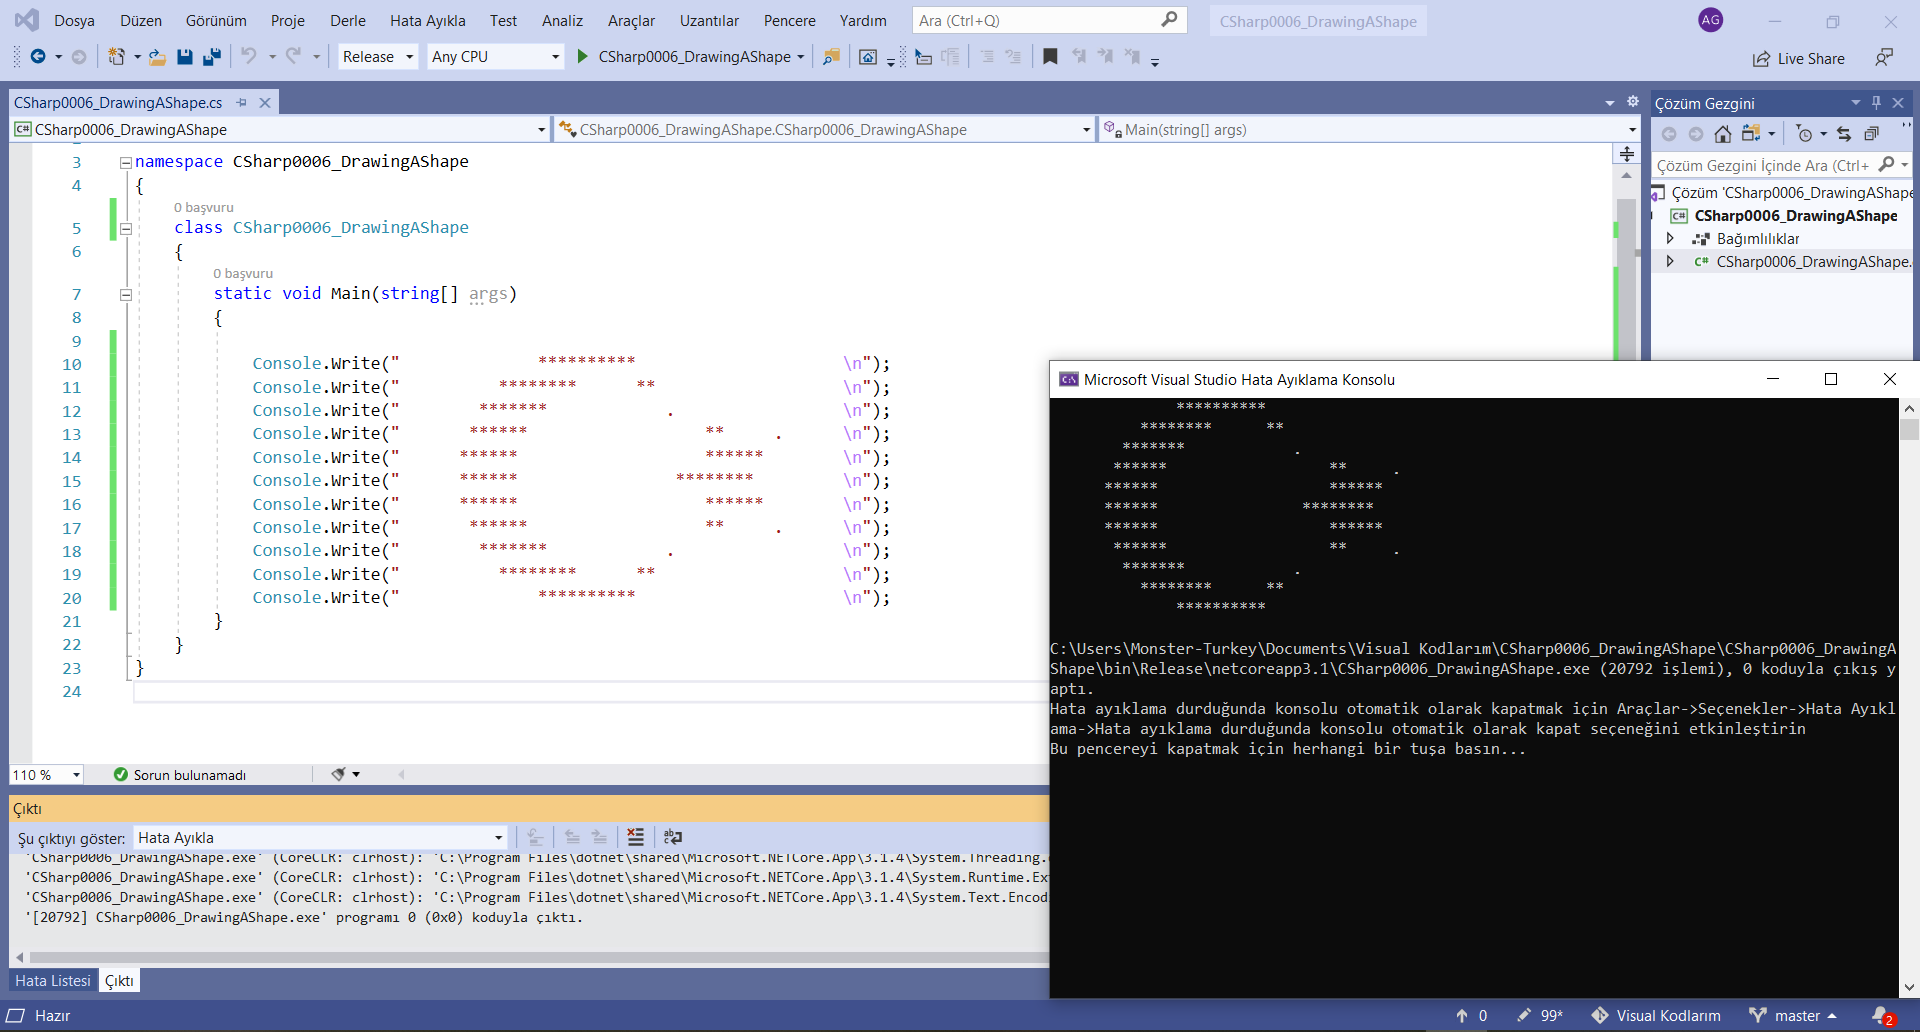 Dosya Düzen Görünüm Proje Derle Hata Ayıkla Test Analiz Araçlar Uzantılar Pencere Yardım Ara (Ctrl+Q) CSharp0006_DrawingAShape AG
Release Any CPU CSharp0006_DrawingAShape Live Share
CSharp0006_DrawingAShape.cs
C# CSharp0006_DrawingAShape CSharp0006_DrawingAShape.CSharp0006_DrawingAShape Main(string[] args)
3 namespace CSharp0006_DrawingAShape
4 {
0 başvuru
5 class CSharp0006_DrawingAShape
6 {
0 başvuru
7 static void Main(string[] args)
8 {
9
10 Console.Write("              **********                     \n");
11 Console.Write("          ********      **                   \n");
12 Console.Write("        *******            .                 \n");
13 Console.Write("       ******                  **     .      \n");
14 Console.Write("      ******                   ******        \n");
15 Console.Write("      ******                ********         \n");
16 Console.Write("      ******                   ******        \n");
17 Console.Write("       ******                  **     .      \n");
18 Console.Write("        *******            .                 \n");
19 Console.Write("          ********      **                   \n");
20 Console.Write("              **********                     \n");
21 }
22 }
23 }
24
110 % Sorun bulunamadı
Çıktı
Şu çıktıyı göster: Hata Ayıkla
'CSharp0006_DrawingAShape.exe' (CoreCLR: clrhost): 'C:\Program Files\dotnet\shared\Microsoft.NETCore.App\3.1.4\System.Threading.
'CSharp0006_DrawingAShape.exe' (CoreCLR: clrhost): 'C:\Program Files\dotnet\shared\Microsoft.NETCore.App\3.1.4\System.Runtime.Ex
'CSharp0006_DrawingAShape.exe' (CoreCLR: clrhost): 'C:\Program Files\dotnet\shared\Microsoft.NETCore.App\3.1.4\System.Text.Encod
'[20792] CSharp0006_DrawingAShape.exe' programı 0 (0x0) koduyla çıktı.
Hata Listesi Çıktı
Çözüm Gezgini
Çözüm Gezgini İçinde Ara (Ctrl+
Çözüm 'CSharp0006_DrawingAShape
C# CSharp0006_DrawingAShape
Bağımlılıklar
C# CSharp0006_DrawingAShape.
C:\ Microsoft Visual Studio Hata Ayıklama Konsolu
              **********
          ********      **
        *******            .
       ******                  **     .
      ******                   ******
      ******                ********
      ******                   ******
       ******                  **     .
        *******            .
          ********      **
              **********
C:\Users\Monster-Turkey\Documents\Visual Kodlarım\CSharp0006_DrawingAShape\CSharp0006_DrawingA
Shape\bin\Release\netcoreapp3.1\CSharp0006_DrawingAShape.exe (20792 işlemi), 0 koduyla çıkış y
aptı.
Hata ayıklama durduğunda konsolu otomatik olarak kapatmak için Araçlar->Seçenekler->Hata Ayıkl
ama->Hata ayıklama durduğunda konsolu otomatik olarak kapat seçeneğini etkinleştirin
Bu pencereyi kapatmak için herhangi bir tuşa basın...
Hazır 0 99* Visual Kodlarım master 2